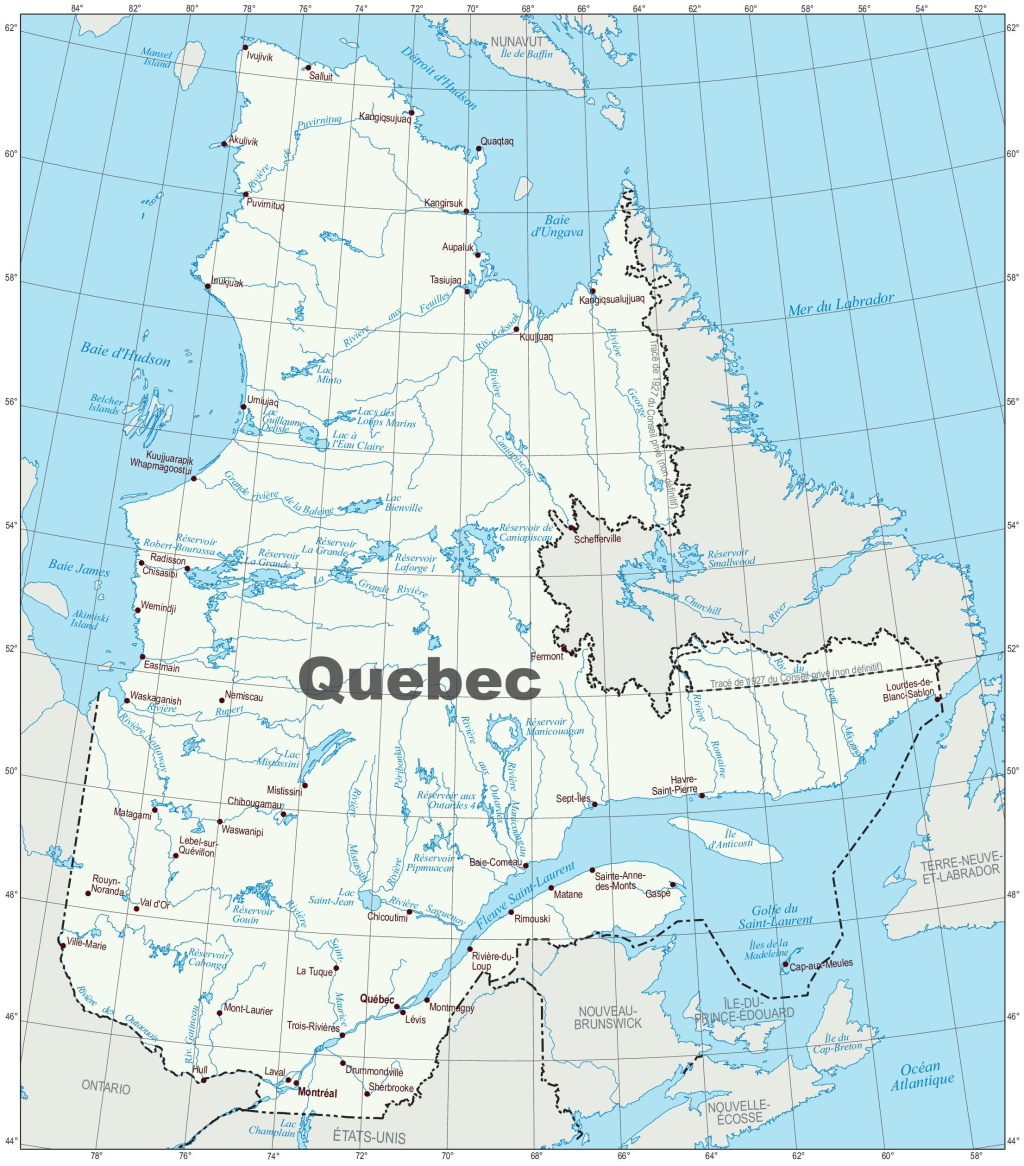 84° 82° 80° 78° 76° 74° 72° 70° 68° 66° 64° 62° 60° 58° 56° 54° 52°
62°
62°
NUNAVUT
Île de Baffin
Mansel
Island
Ivujivik
Salluit
Détroit d'Hudson
Kangiqsujuaq
Puvirnituq
Rivière de
Akulivik
Quaqtaq
60°
60°
Puvirnituq
Kangirsuk
Baie
d'Ungava
Aupaluk
58°
58°
Inukjuak
Tasiujaq
Kangiqsualujjuaq
Mer du Labrador
Rivière aux Feuilles
Riv. Koksoak
Kuujjuaq
Rivière
George
Tracé de 1927 du Conseil privé (non définitif)
Baie d'Hudson
Lac
Minto
Rivière
Caniapiscau
56°
56°
Belcher
Islands
Umiujaq
Lac
Guillaume
Delisle
Lacs des
Loups Marins
Lac à
l'Eau Claire
Kuujjuarapik
Whapmagoostui
Grande rivière de la Baleine
Lac
Bienville
54°
54°
Réservoir de
Caniapiscau
Schefferville
Réservoir
Robert-Bourassa
Réservoir
La Grande 3
Réservoir
La Grande 4
Réservoir
Laforge 1
Réservoir
Smallwood
Radisson
Chisasibi
La Grande Rivière
Baie James
Akimiski
Island
Wemindji
Churchill River
52°
52°
Eastmain
Fermont
Quebec
Tracé de 1927 du Conseil privé (non définitif)
Riv. du Petit Mécatina
Lourdes-de-
Blanc-Sablon
Waskaganish
Nemiscau
Rivière Rupert
Rivière Nottaway
Rivière
Romaine
Réservoir
Manicouagan
Rivière
aux
Outardes
Rivière Manicouagan
Péribonka
Rivière
Lac
Mistassini
50°
50°
Mistissini
Havre-
Saint-Pierre
Sept-Îles
Matagami
Chibougamau
Waswanipi
Réservoir aux
Outardes 4
Île
d'Anticosti
Lebel-sur-
Quévillon
Rivière
Mistassini
Réservoir
Pipmuacan
Baie-Comeau
TERRE-NEUVE-
ET-LABRADOR
Rouyn-
Noranda
Val d'Or
Lac
Saint-Jean
Fleuve Saint-Laurent
Sainte-Anne-
des-Monts
Matane
Gaspé
48°
48°
Réservoir
Gouin
Chicoutimi
Rivière Saguenay
Rimouski
Golfe du
Saint-Laurent
Rivière
Saint-
Maurice
Ville-Marie
Réservoir
Cabonga
La Tuque
Rivière-du-
Loup
Îles de la
Madeleine
Cap-aux-Meules
Rivière des Outaouais
Riv. Gatineau
Mont-Laurier
Québec
Montmagny
Lévis
Trois-Rivières
NOUVEAU-
BRUNSWICK
ÎLE-DU-
PRINCE-ÉDOUARD
46°
46°
Île du
Cap-Breton
Hull
Laval
Montréal
Drummondville
Sherbrooke
Océan
Atlantique
ONTARIO
NOUVELLE-
ÉCOSSE
Lac
Champlain
ÉTATS-UNIS
44°
44°
78° 76° 74° 72° 70° 68° 66° 64° 62° 60°